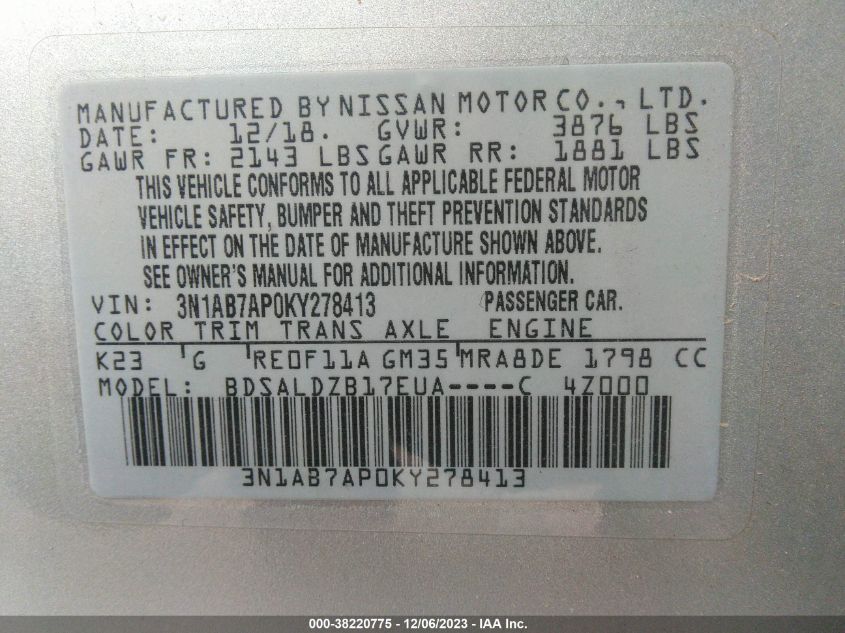 MANUFACTURED BY NISSAN MOTOR CO., LTD.
DATE: 12/18. GVWR: 3876 LBS
GAWR FR: 2143 LBS GAWR RR: 1881 LBS
THIS VEHICLE CONFORMS TO ALL APPLICABLE FEDERAL MOTOR
VEHICLE SAFETY, BUMPER AND THEFT PREVENTION STANDARDS
IN EFFECT ON THE DATE OF MANUFACTURE SHOWN ABOVE.
SEE OWNER'S MANUAL FOR ADDITIONAL INFORMATION.
VIN: 3N1AB7AP0KY278413 PASSENGER CAR.
COLOR TRIM TRANS AXLE ENGINE
K23 G RE0F11A GM35 MRA8DE 1798 CC
MODEL: BDSALDZB17EUA----C 4Z000
3N1AB7AP0KY278413
000-38220775 - 12/06/2023 - IAA Inc.